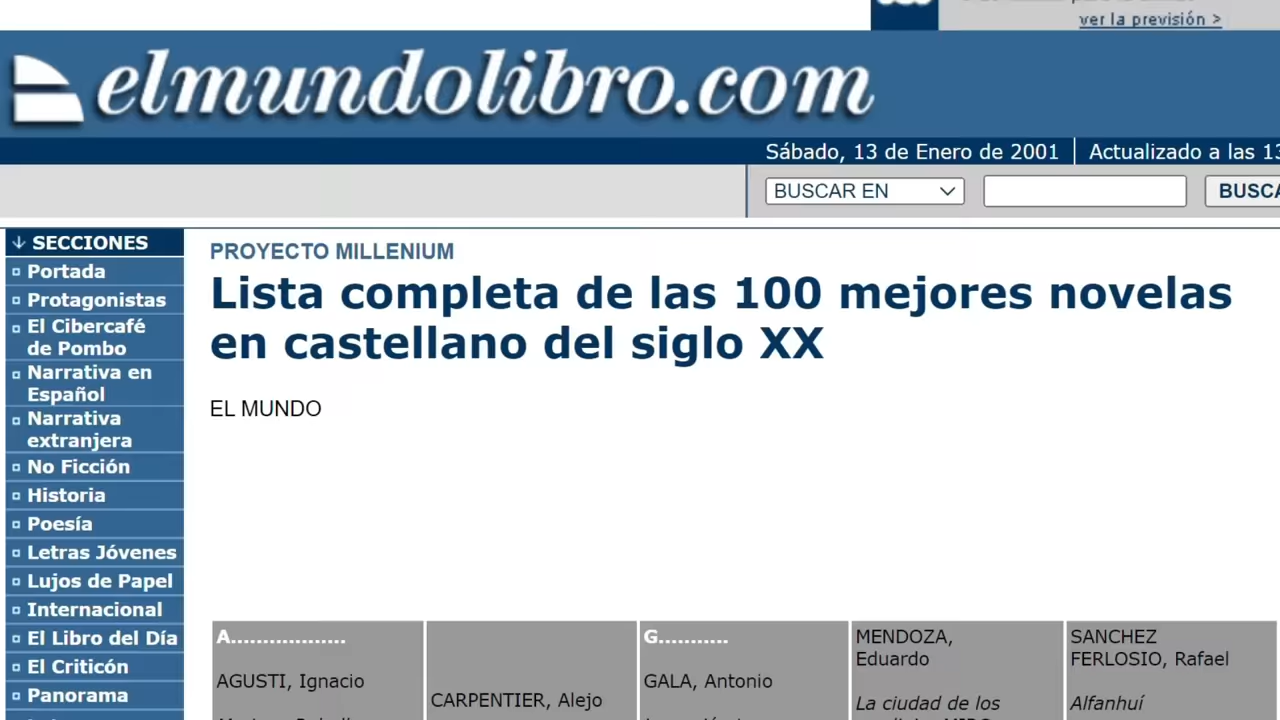 ver la previsión >
elmundolibro.com
Sábado, 13 de Enero de 2001
Actualizado a las 13
BUSCAR EN
BUSCA
SECCIONES
Portada
Protagonistas
El Cibercafé
de Pombo
Narrativa en
Español
Narrativa
extranjera
No Ficción
Historia
Poesía
Letras Jóvenes
Lujos de Papel
Internacional
El Libro del Día
El Criticón
Panorama
PROYECTO MILLENIUM
Lista completa de las 100 mejores novelas
en castellano del siglo XX
EL MUNDO
A..................
AGUSTI, Ignacio
CARPENTIER, Alejo
G...........
GALA, Antonio
MENDOZA,
Eduardo
La ciudad de los
SANCHEZ
FERLOSIO, Rafael
Alfanhuí